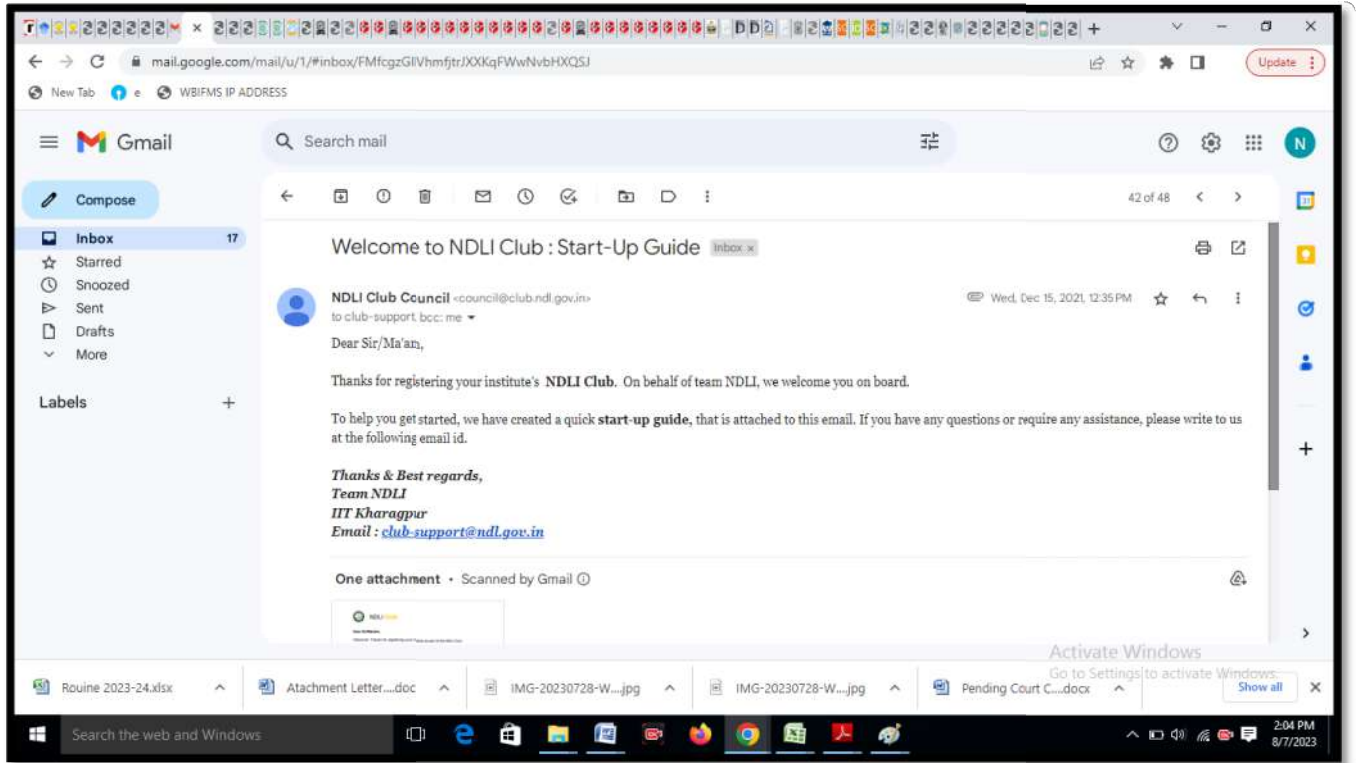 mail.google.com/mail/u/1/#inbox/FMfcgzGllVhmfjtrJXXKqFWwNvbHXQSJ
Update
New Tab
e
WBIFMS IP ADDRESS
Gmail
Search mail
N
Compose
42 of 48
Inbox 17
Starred
Snoozed
Sent
Drafts
More
Labels
Welcome to NDLI Club : Start-Up Guide Inbox x
NDLI Club Council <council@club.ndl.gov.in>
Wed, Dec 15, 2021, 12:35 PM
to club-support, bcc: me
Dear Sir/Ma'am,
Thanks for registering your institute's NDLI Club. On behalf of team NDLI, we welcome you on board.
To help you get started, we have created a quick start-up guide, that is attached to this email. If you have any questions or require any assistance, please write to us
at the following email id.
Thanks & Best regards,
Team NDLI
IIT Kharagpur
Email : club-support@ndl.gov.in
One attachment • Scanned by Gmail
Activate Windows
Go to Settings to activate Windows.
Rouine 2023-24.xlsx
Atachment Letter....doc
IMG-20230728-W....jpg
IMG-20230728-W....jpg
Pending Court C....docx
Show all
Search the web and Windows
2:04 PM
8/7/2023